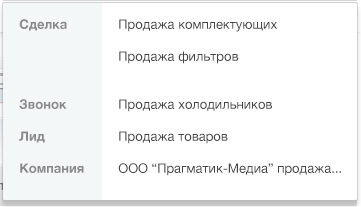 Сделка Продажа комплектующих
Продажа фильтров
Звонок Продажа холодильников
Лид Продажа товаров
Компания ООО “Прагматик-Медиа” продажа...